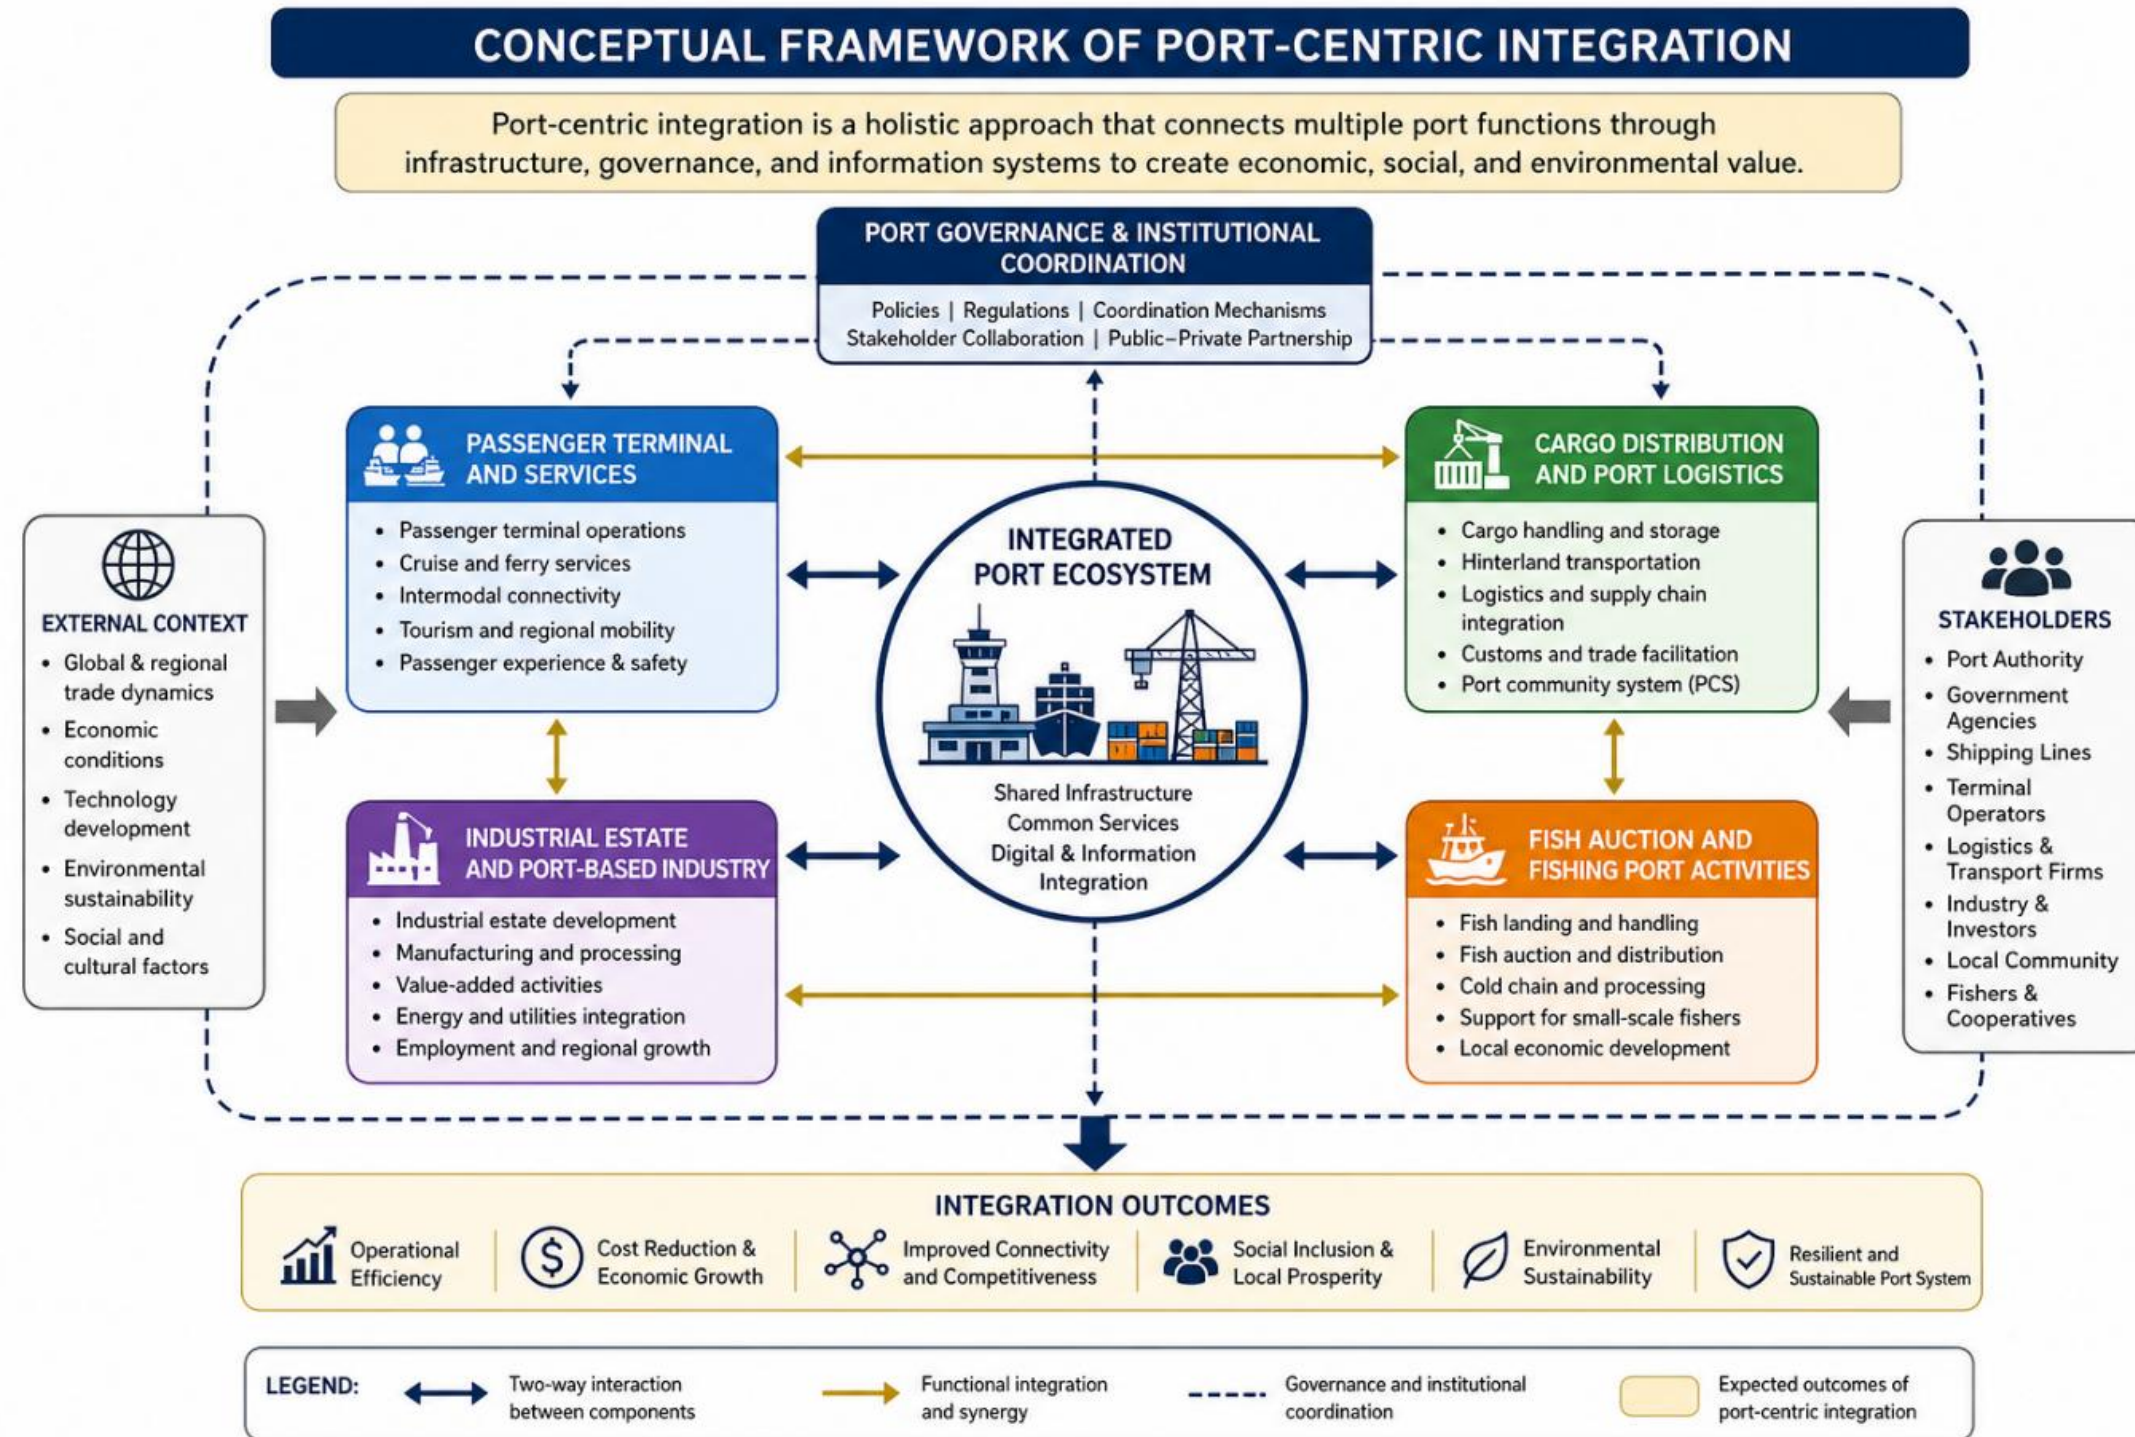 CONCEPTUAL FRAMEWORK OF PORT-CENTRIC INTEGRATION
Port-centric integration is a holistic approach that connects multiple port functions through
infrastructure, governance, and information systems to create economic, social, and environmental value.
PORT GOVERNANCE & INSTITUTIONAL
COORDINATION
Policies | Regulations | Coordination Mechanisms
Stakeholder Collaboration | Public–Private Partnership
EXTERNAL CONTEXT
• Global & regional
trade dynamics
• Economic
conditions
• Technology
development
• Environmental
sustainability
• Social and
cultural factors
PASSENGER TERMINAL
AND SERVICES
• Passenger terminal operations
• Cruise and ferry services
• Intermodal connectivity
• Tourism and regional mobility
• Passenger experience & safety
INDUSTRIAL ESTATE
AND PORT-BASED INDUSTRY
• Industrial estate development
• Manufacturing and processing
• Value-added activities
• Energy and utilities integration
• Employment and regional growth
INTEGRATED
PORT ECOSYSTEM
Shared Infrastructure
Common Services
Digital & Information
Integration
CARGO DISTRIBUTION
AND PORT LOGISTICS
• Cargo handling and storage
• Hinterland transportation
• Logistics and supply chain
integration
• Customs and trade facilitation
• Port community system (PCS)
FISH AUCTION AND
FISHING PORT ACTIVITIES
• Fish landing and handling
• Fish auction and distribution
• Cold chain and processing
• Support for small-scale fishers
• Local economic development
STAKEHOLDERS
• Port Authority
• Government
Agencies
• Shipping Lines
• Terminal
Operators
• Logistics &
Transport Firms
• Industry &
Investors
• Local Community
• Fishers &
Cooperatives
INTEGRATION OUTCOMES
Operational
Efficiency
Cost Reduction &
Economic Growth
Improved Connectivity
and Competitiveness
Social Inclusion &
Local Prosperity
Environmental
Sustainability
Resilient and
Sustainable Port System
LEGEND:
Two-way interaction
between components
Functional integration
and synergy
Governance and institutional
coordination
Expected outcomes of
port-centric integration